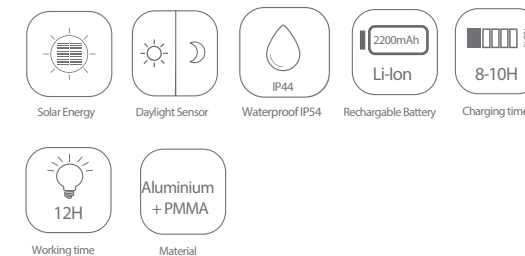 Solar Energy
Daylight Sensor
IP44
Waterproof IP54
2200mAh
Li-Ion
Rechargable Battery
8-10H
Charging time
12H
Working time
Aluminium
+ PMMA
Material